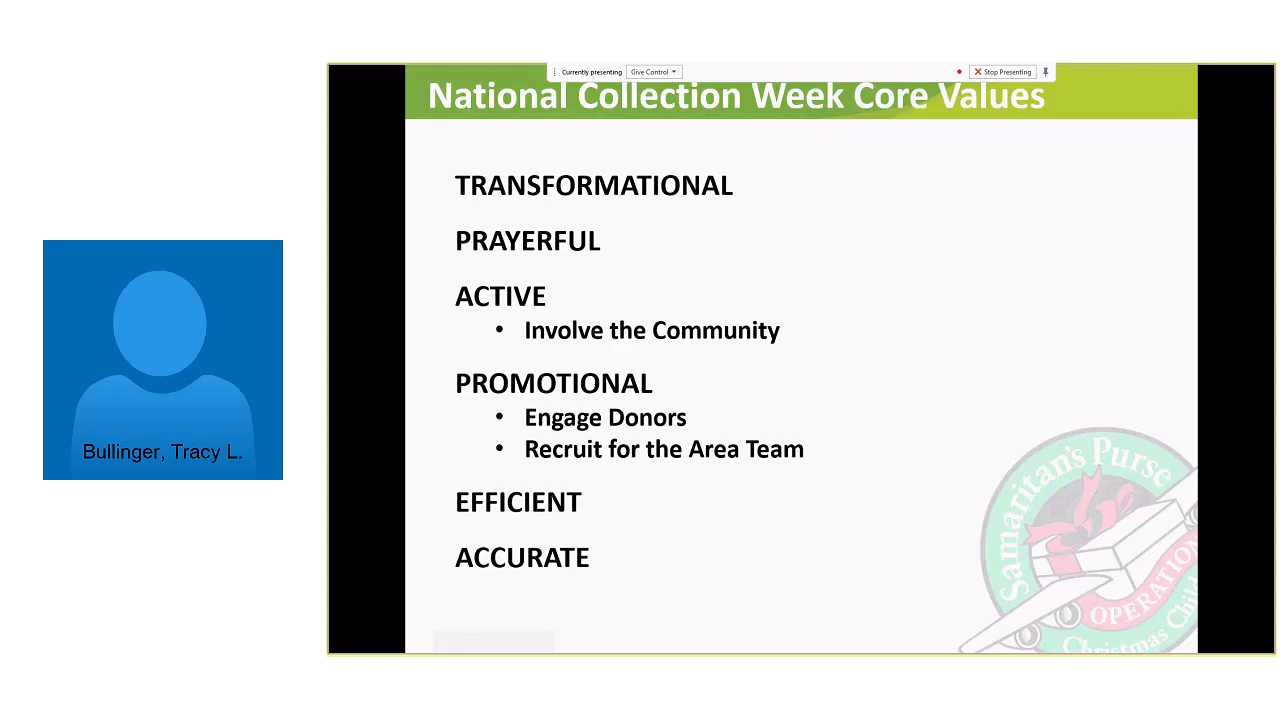 Currently presenting Give Control Stop Presenting
National Collection Week Core Values
TRANSFORMATIONAL
PRAYERFUL
ACTIVE
• Involve the Community
PROMOTIONAL
• Engage Donors
• Recruit for the Area Team
EFFICIENT
ACCURATE
Bullinger, Tracy L.
Samaritan's Purse
OPERATION
Christmas Child